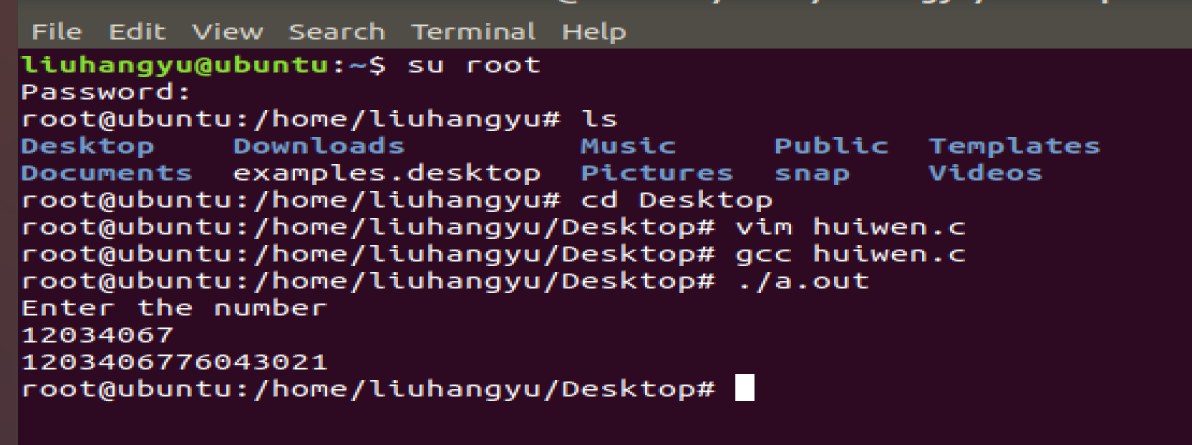 File Edit View Search Terminal Help
liuhangyu@ubuntu:~$ su root
Password:
root@ubuntu:/home/liuhangyu# ls
Desktop Downloads Music Public Templates
Documents examples.desktop Pictures snap Videos
root@ubuntu:/home/liuhangyu# cd Desktop
root@ubuntu:/home/liuhangyu/Desktop# vim huiwen.c
root@ubuntu:/home/liuhangyu/Desktop# gcc huiwen.c
root@ubuntu:/home/liuhangyu/Desktop# ./a.out
Enter the number
12034067
1203406776043021
root@ubuntu:/home/liuhangyu/Desktop#